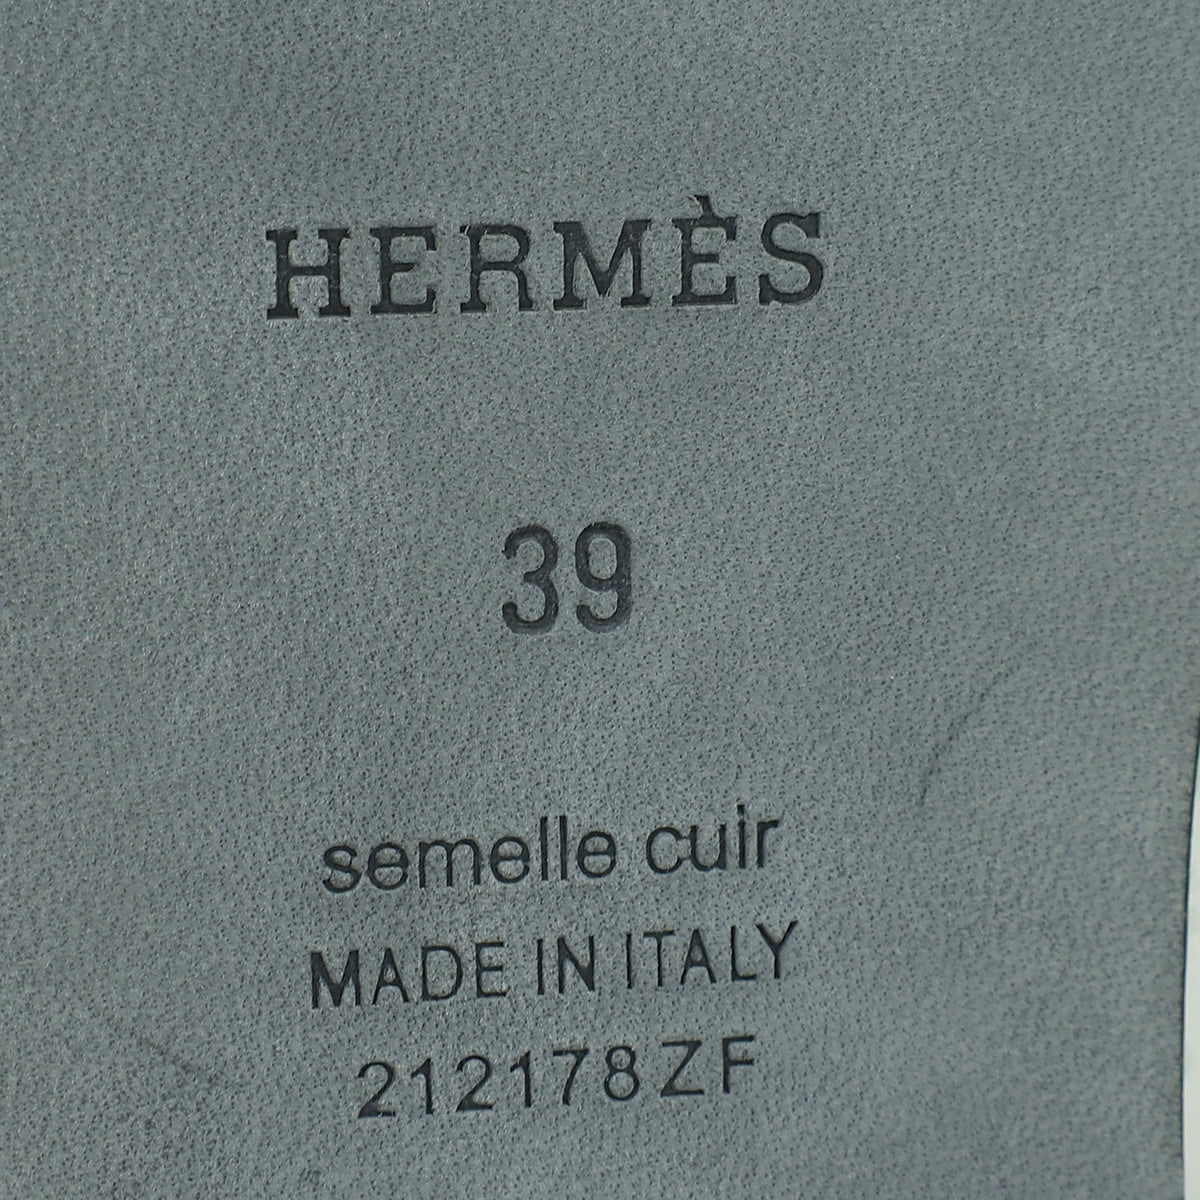 HERMÈS
39
semelle cuir
MADE IN ITALY
212178ZF